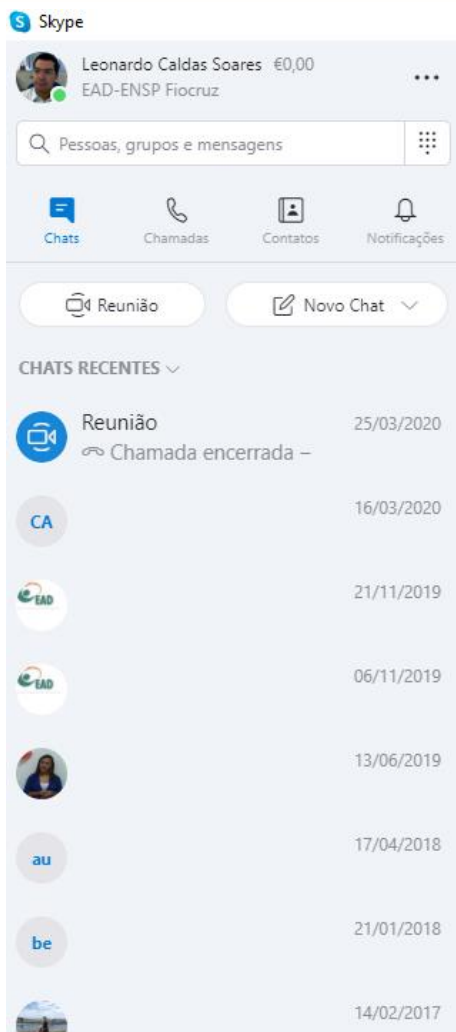 Skype
Leonardo Caldas Soares €0,00
EAD-ENSP Fiocruz
Pessoas, grupos e mensagens
Chats Chamadas Contatos Notificações
Reunião Novo Chat
CHATS RECENTES
Reunião 25/03/2020
Chamada encerrada –
CA 16/03/2020
EAD 21/11/2019
EAD 06/11/2019
13/06/2019
au 17/04/2018
be 21/01/2018
14/02/2017